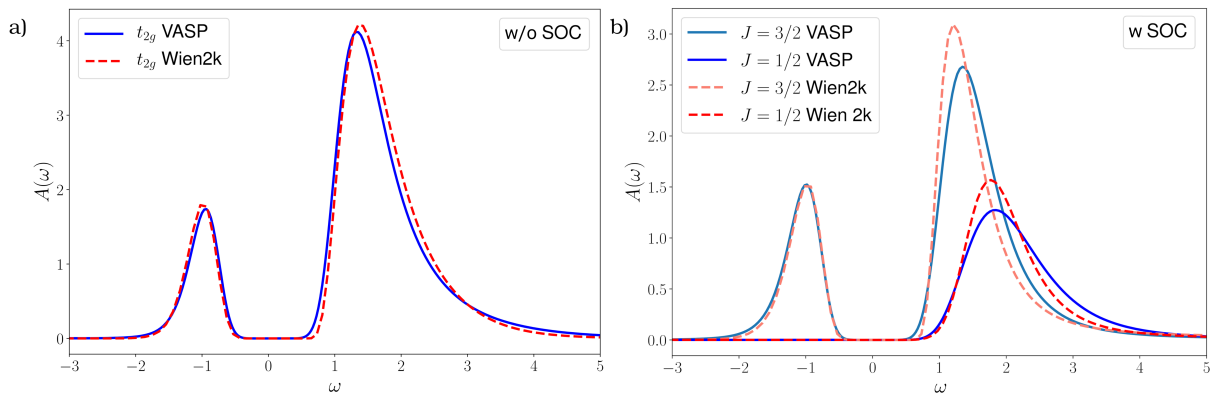 a)
t₂g VASP
t₂g Wien2k
w/o SOC
A(ω)
4
3
2
1
0
−3 −2 −1 0 1 2 3 4 5
ω
b)
J = 3/2 VASP
J = 1/2 VASP
J = 3/2 Wien2k
J = 1/2 Wien 2k
w SOC
A(ω)
3.0
2.5
2.0
1.5
1.0
0.5
0.0
−3 −2 −1 0 1 2 3 4 5
ω